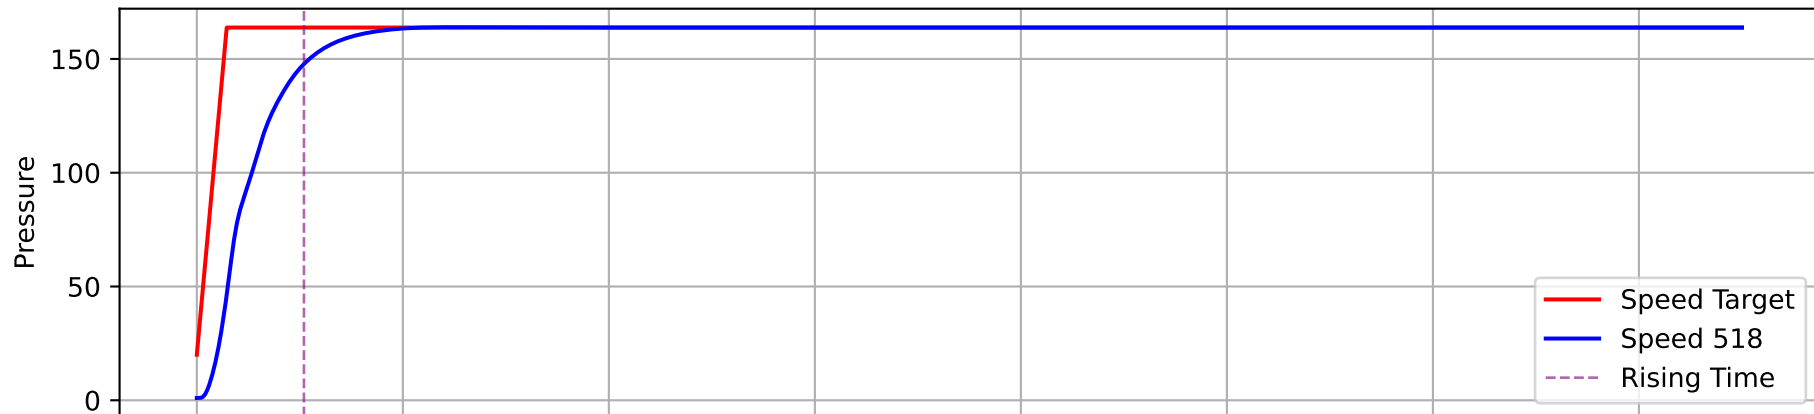 150
100
50
0
Pressure
Speed Target
Speed 518
Rising Time